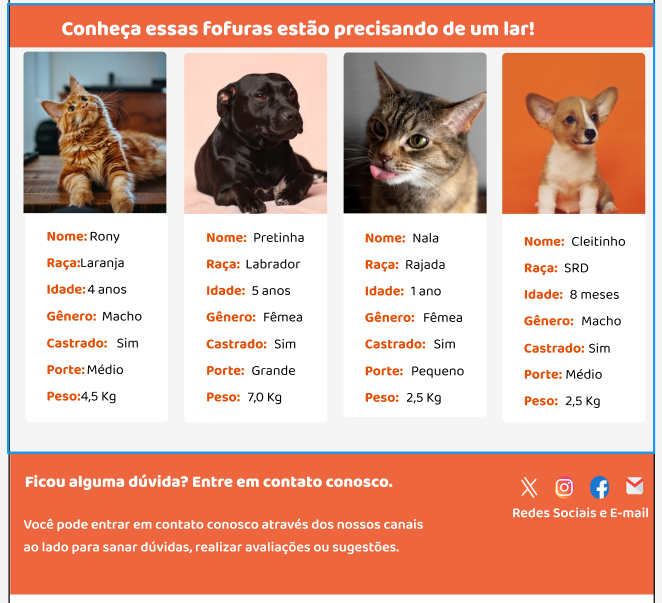 Conheça essas fofuras estão precisando de um lar!
Nome: Rony
Raça:Laranja
Idade: 4 anos
Gênero: Macho
Castrado: Sim
Porte: Médio
Peso:4,5 Kg
Nome: Pretinha
Raça: Labrador
Idade: 5 anos
Gênero: Fêmea
Castrado: Sim
Porte: Grande
Peso: 7,0 Kg
Nome: Nala
Raça: Rajada
Idade: 1 ano
Gênero: Fêmea
Castrado: Sim
Porte: Pequeno
Peso: 2,5 Kg
Nome: Cleitinho
Raça: SRD
Idade: 8 meses
Gênero: Macho
Castrado: Sim
Porte: Médio
Peso: 2,5 Kg
Ficou alguma dúvida? Entre em contato conosco.
Você pode entrar em contato conosco através dos nossos canais
ao lado para sanar dúvidas, realizar avaliações ou sugestões.
Redes Sociais e E-mail